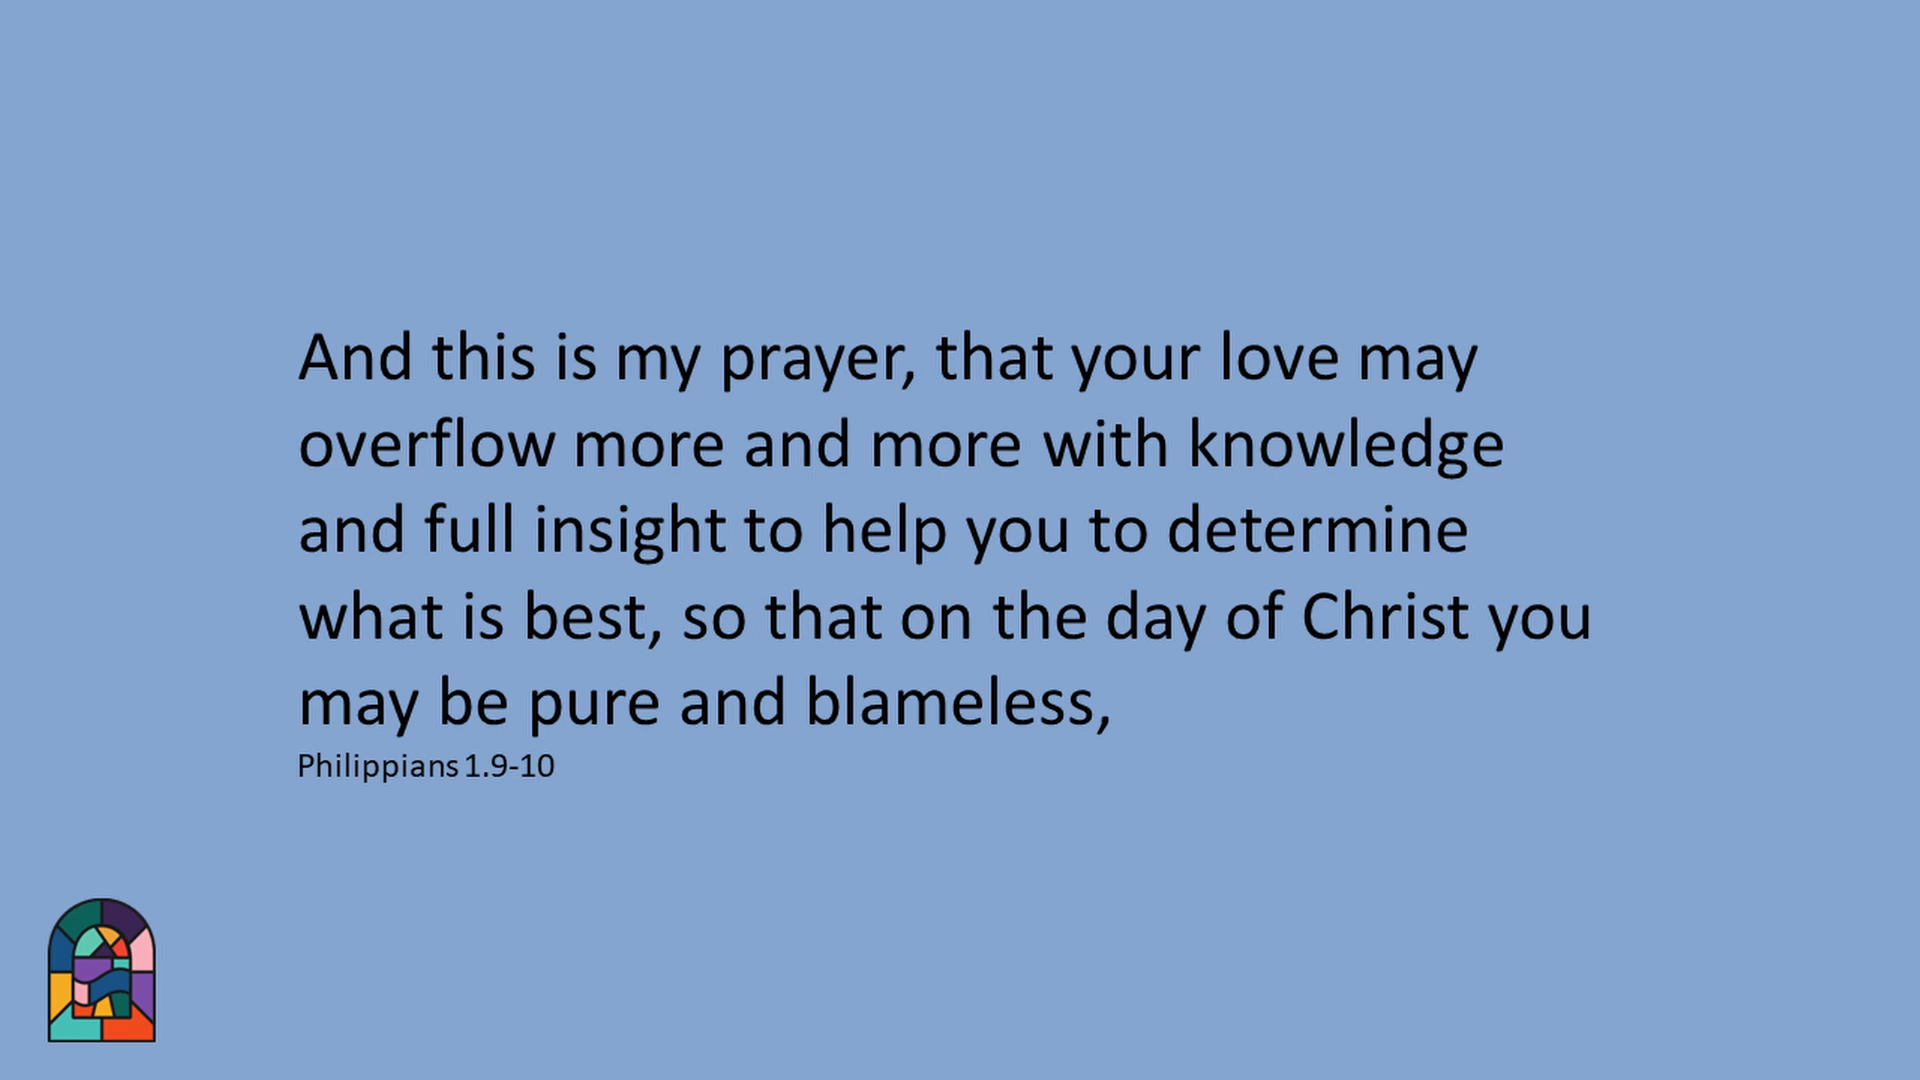 And this is my prayer, that your love may
overflow more and more with knowledge
and full insight to help you to determine
what is best, so that on the day of Christ you
may be pure and blameless,
Philippians 1.9-10